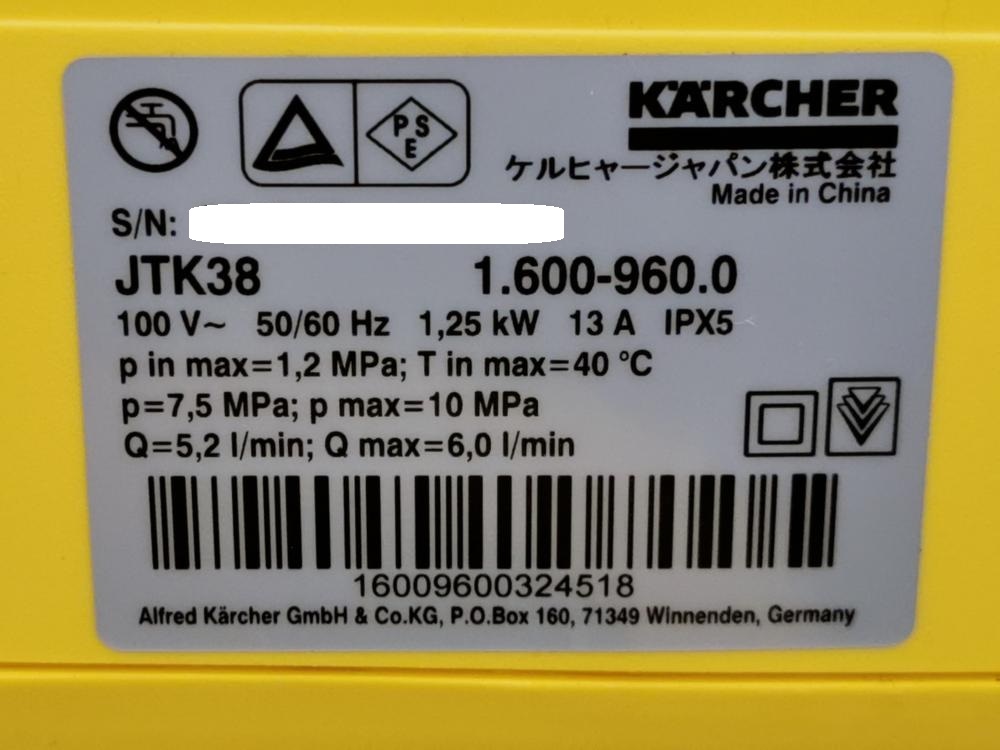 PSE
KÄRCHER
ケルヒャージャパン株式会社
Made in China
S/N:
JTK38 1.600-960.0
100 V~ 50/60 Hz 1,25 kW 13 A IPX5
p in max=1,2 MPa; T in max=40 °C
p=7,5 MPa; p max=10 MPa
Q=5,2 l/min; Q max=6,0 l/min
16009600324518
Alfred Kärcher GmbH & Co.KG, P.O.Box 160, 71349 Winnenden, Germany